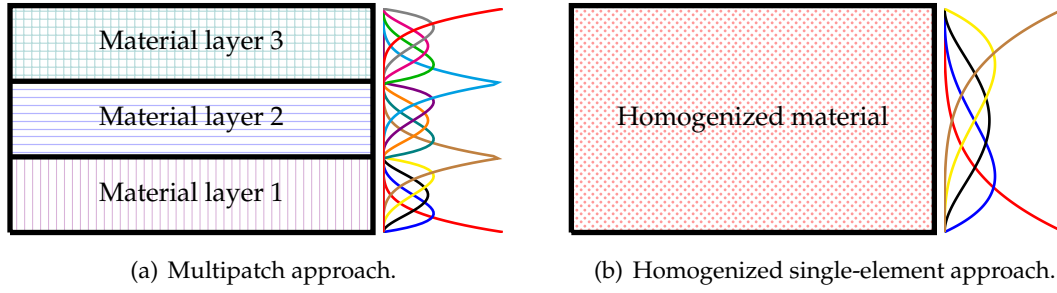 Material layer 3
Material layer 2
Material layer 1
(a) Multipatch approach.
Homogenized material
(b) Homogenized single-element approach.